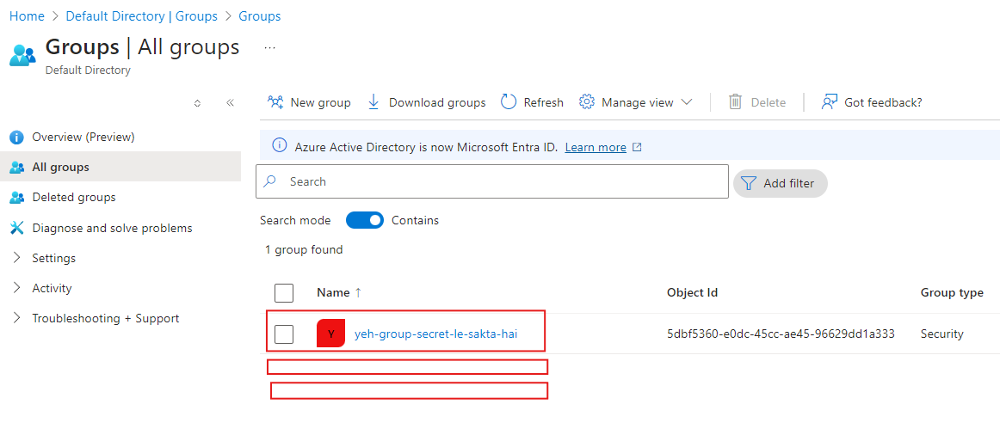 Home > Default Directory | Groups > Groups
Groups | All groups ...
Default Directory
New group Download groups Refresh Manage view Delete Got feedback?
Overview (Preview)
All groups
Deleted groups
Diagnose and solve problems
Settings
Activity
Troubleshooting + Support
Azure Active Directory is now Microsoft Entra ID. Learn more
Search
Add filter
Search mode Contains
1 group found
Name ↑ Object Id Group type
Y yeh-group-secret-le-sakta-hai 5dbf5360-e0dc-45cc-ae45-96629dd1a333 Security